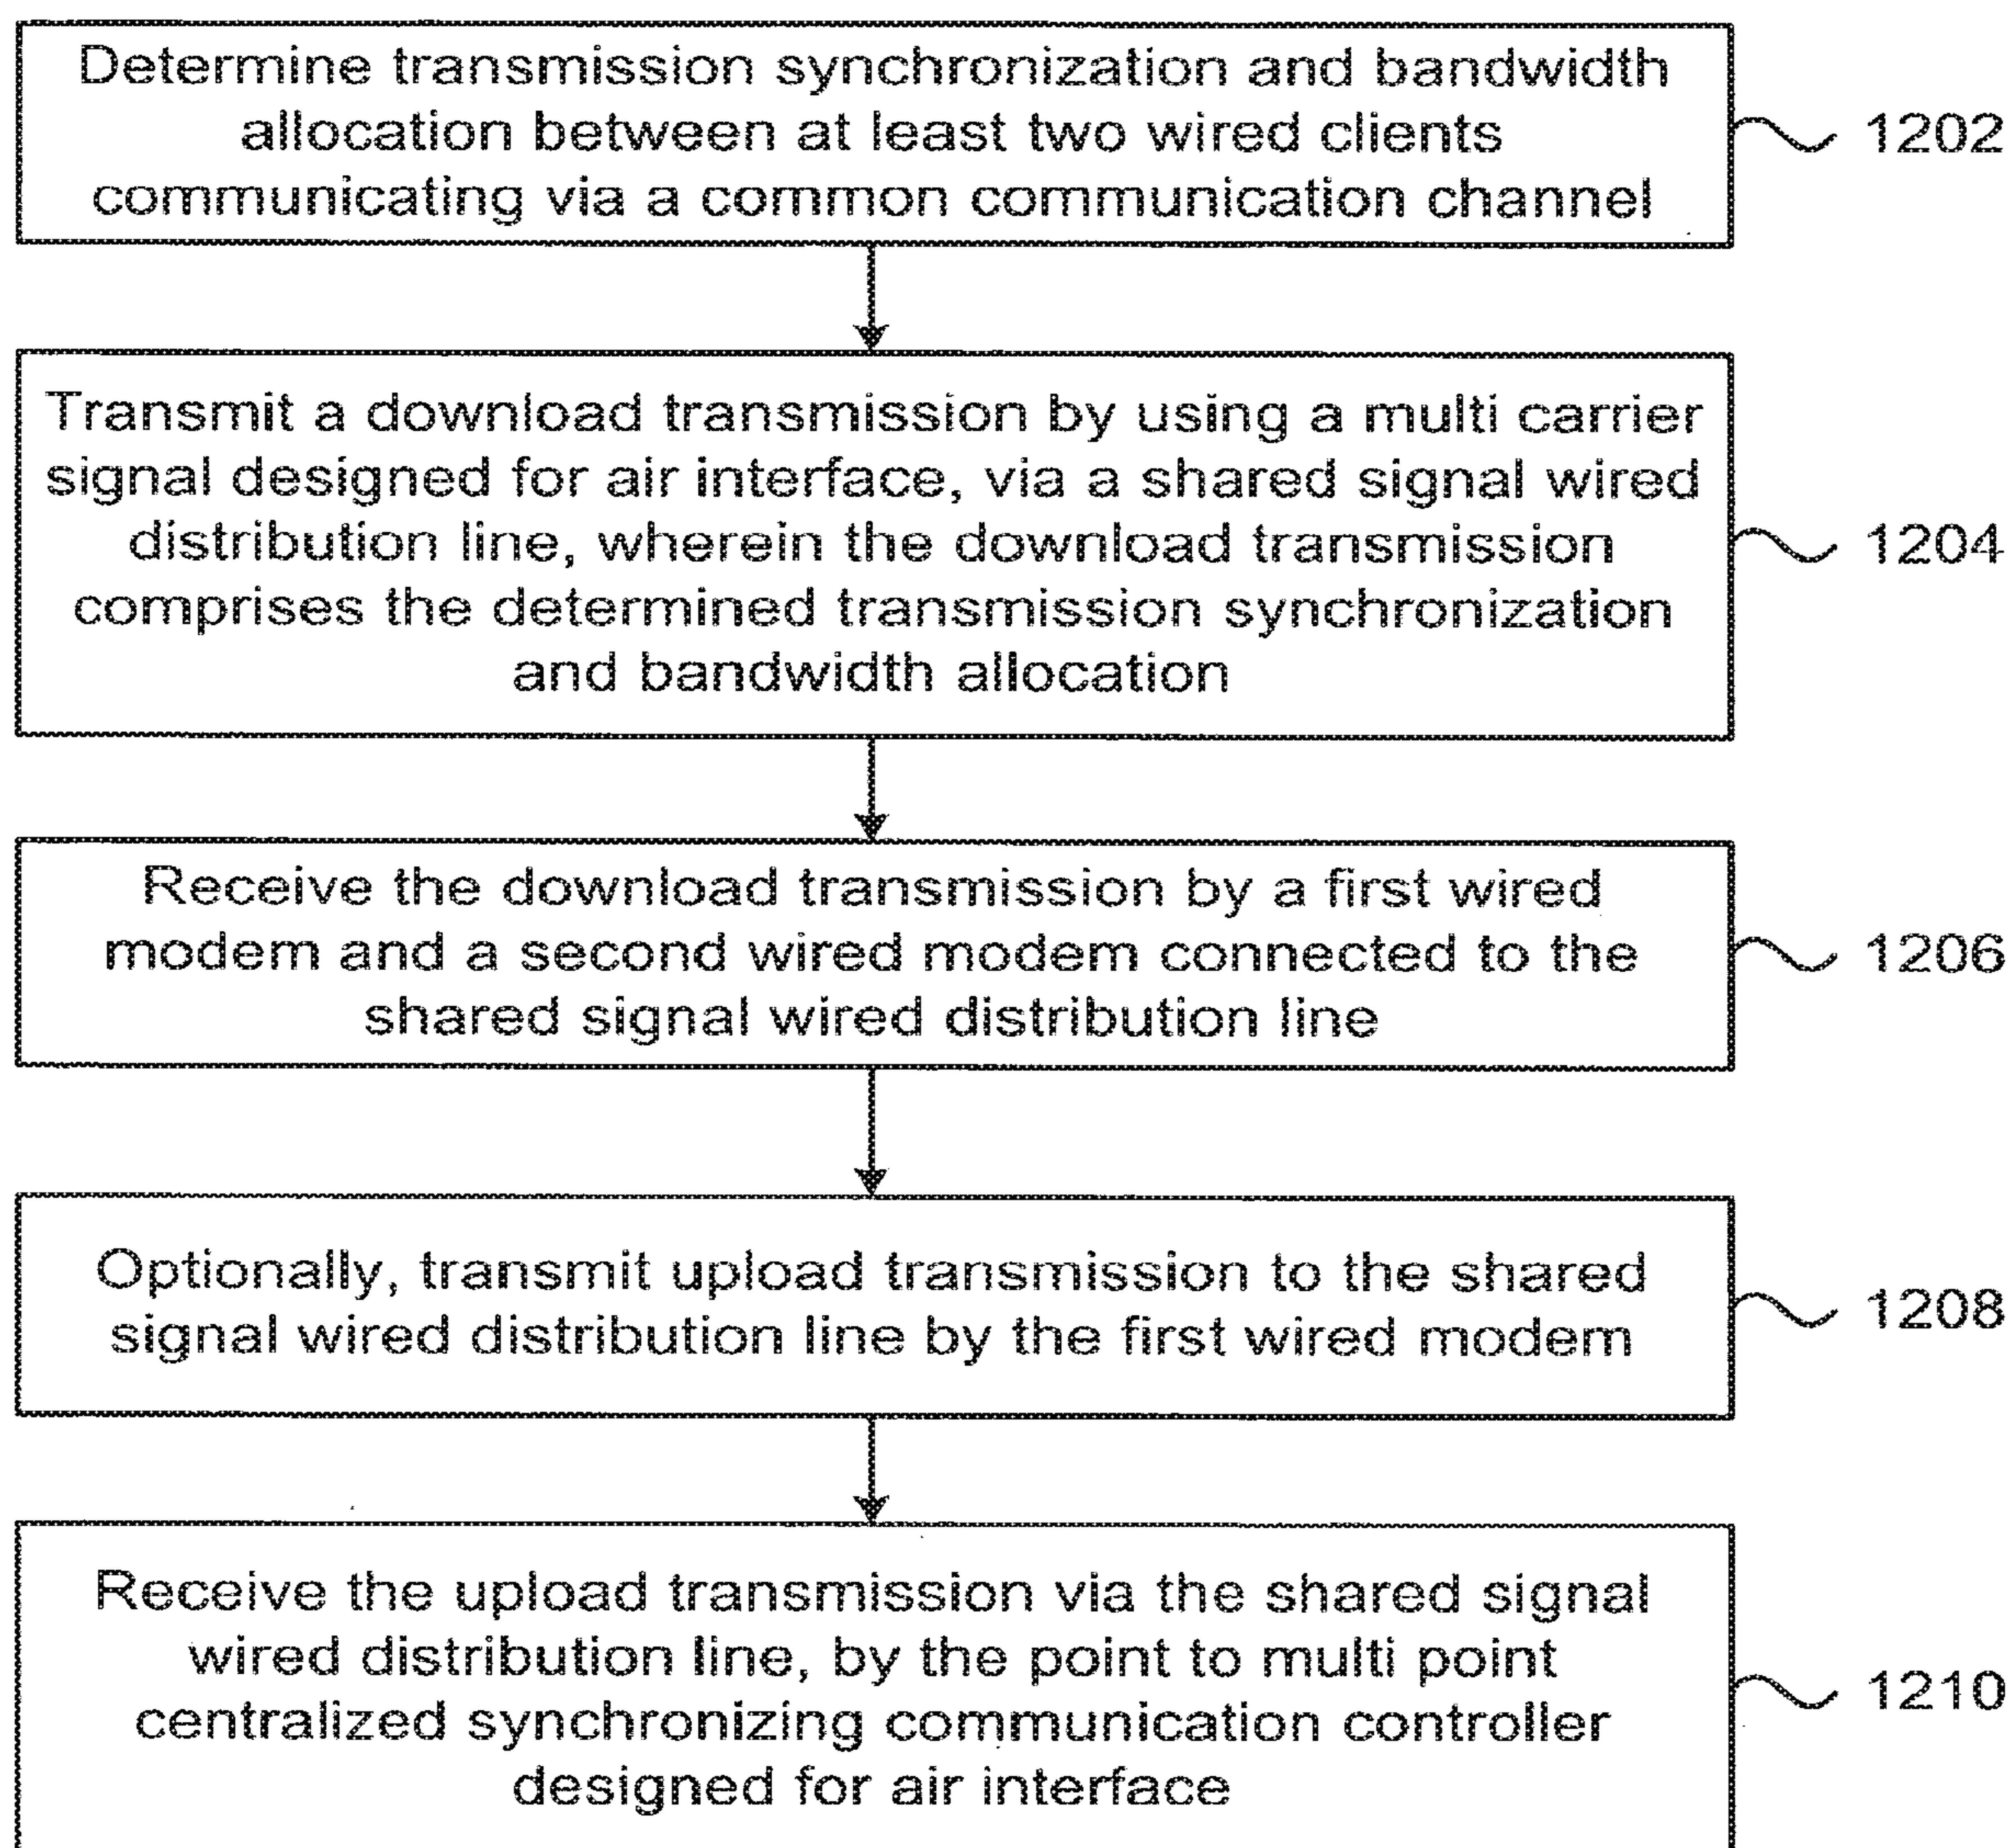 Determine transmission synchronization and bandwidth
allocation between at least two wired clients
communicating via a common communication channel
1202
Transmit a download transmission by using a multi carrier
signal designed for air interface, via a shared signal wired
distribution line, wherein the download transmission
comprises the determined transmission synchronization
and bandwidth allocation
1204
Receive the download transmission by a first wired
modem and a second wired modem connected to the
shared signal wired distribution line
1206
Optionally, transmit upload transmission to the shared
signal wired distribution line by the first wired modem
1208
Receive the upload transmission via the shared signal
wired distribution line, by the point to multi point
centralized synchronizing communication controller
designed for air interface
1210